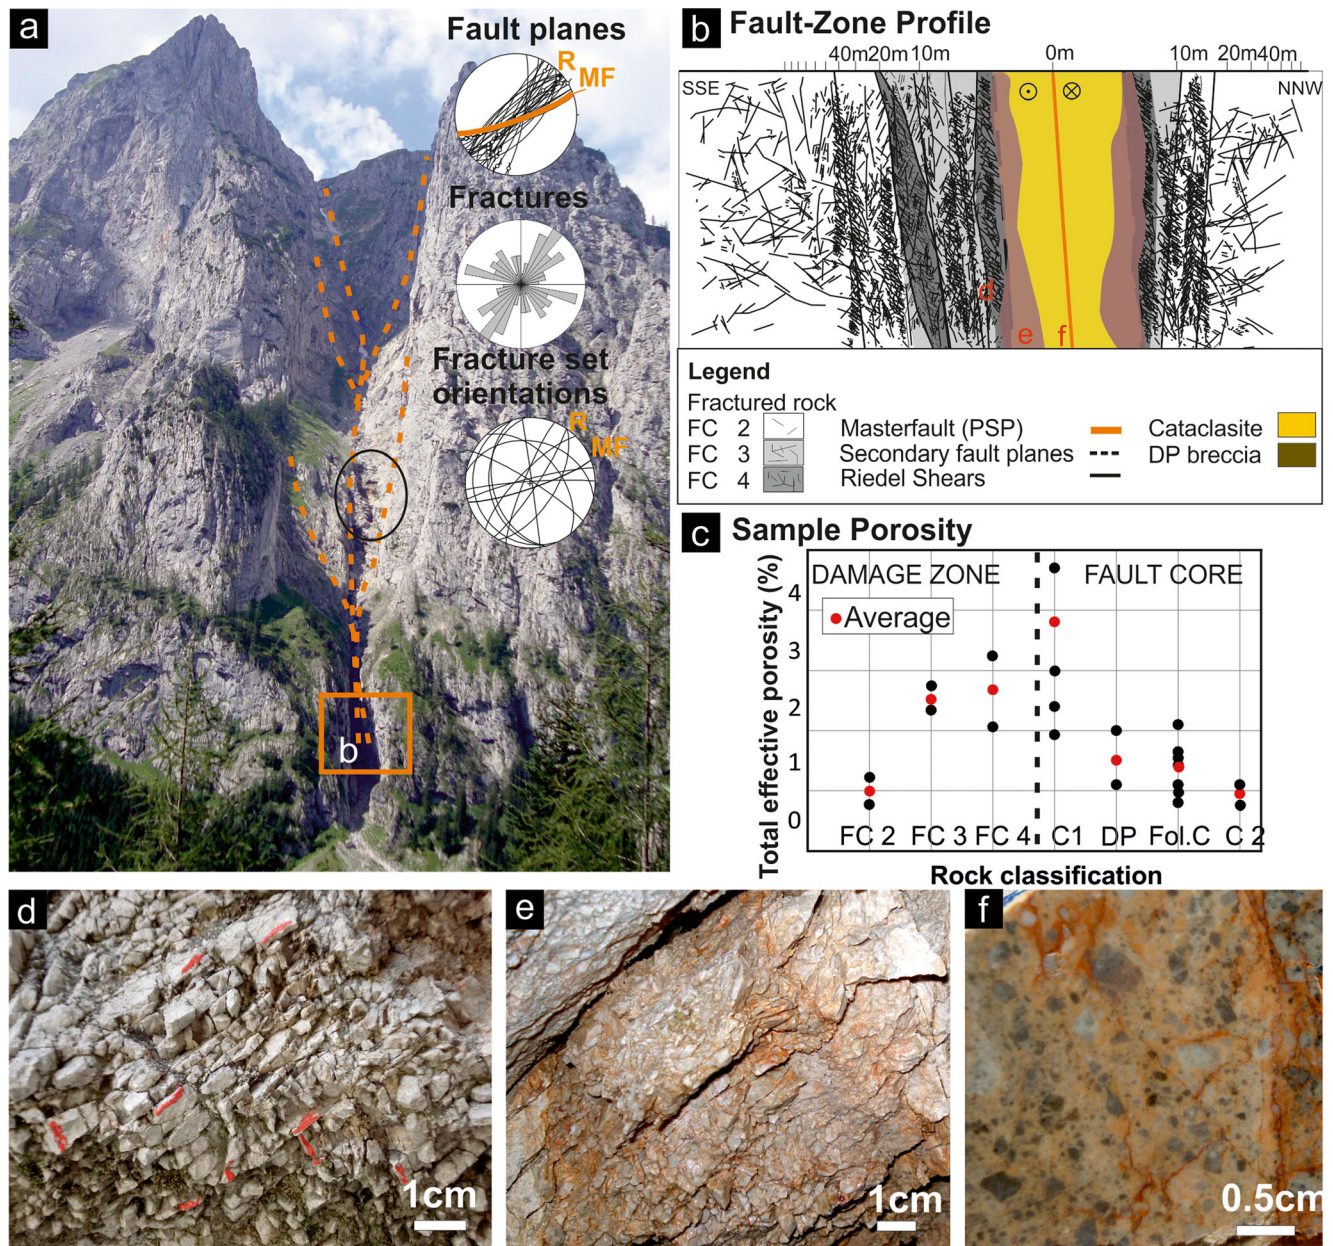 a
Fault planes
R
MF
Fractures
Fracture set
orientations
R
MF
b
b Fault-Zone Profile
40m 20m 10m 0m 10m 20m 40m
SSE NNW
d
e f
Legend
Fractured rock
FC 2
FC 3
FC 4
Masterfault (PSP)
Secondary fault planes
Riedel Shears
Cataclasite
DP breccia
c Sample Porosity
Total effective porosity (%)
4
3
2
1
0
DAMAGE ZONE FAULT CORE
Average
FC 2 FC 3 FC 4 C1 DP Fol.C C 2
Rock classification
d
1cm
e
1cm
f
0.5cm